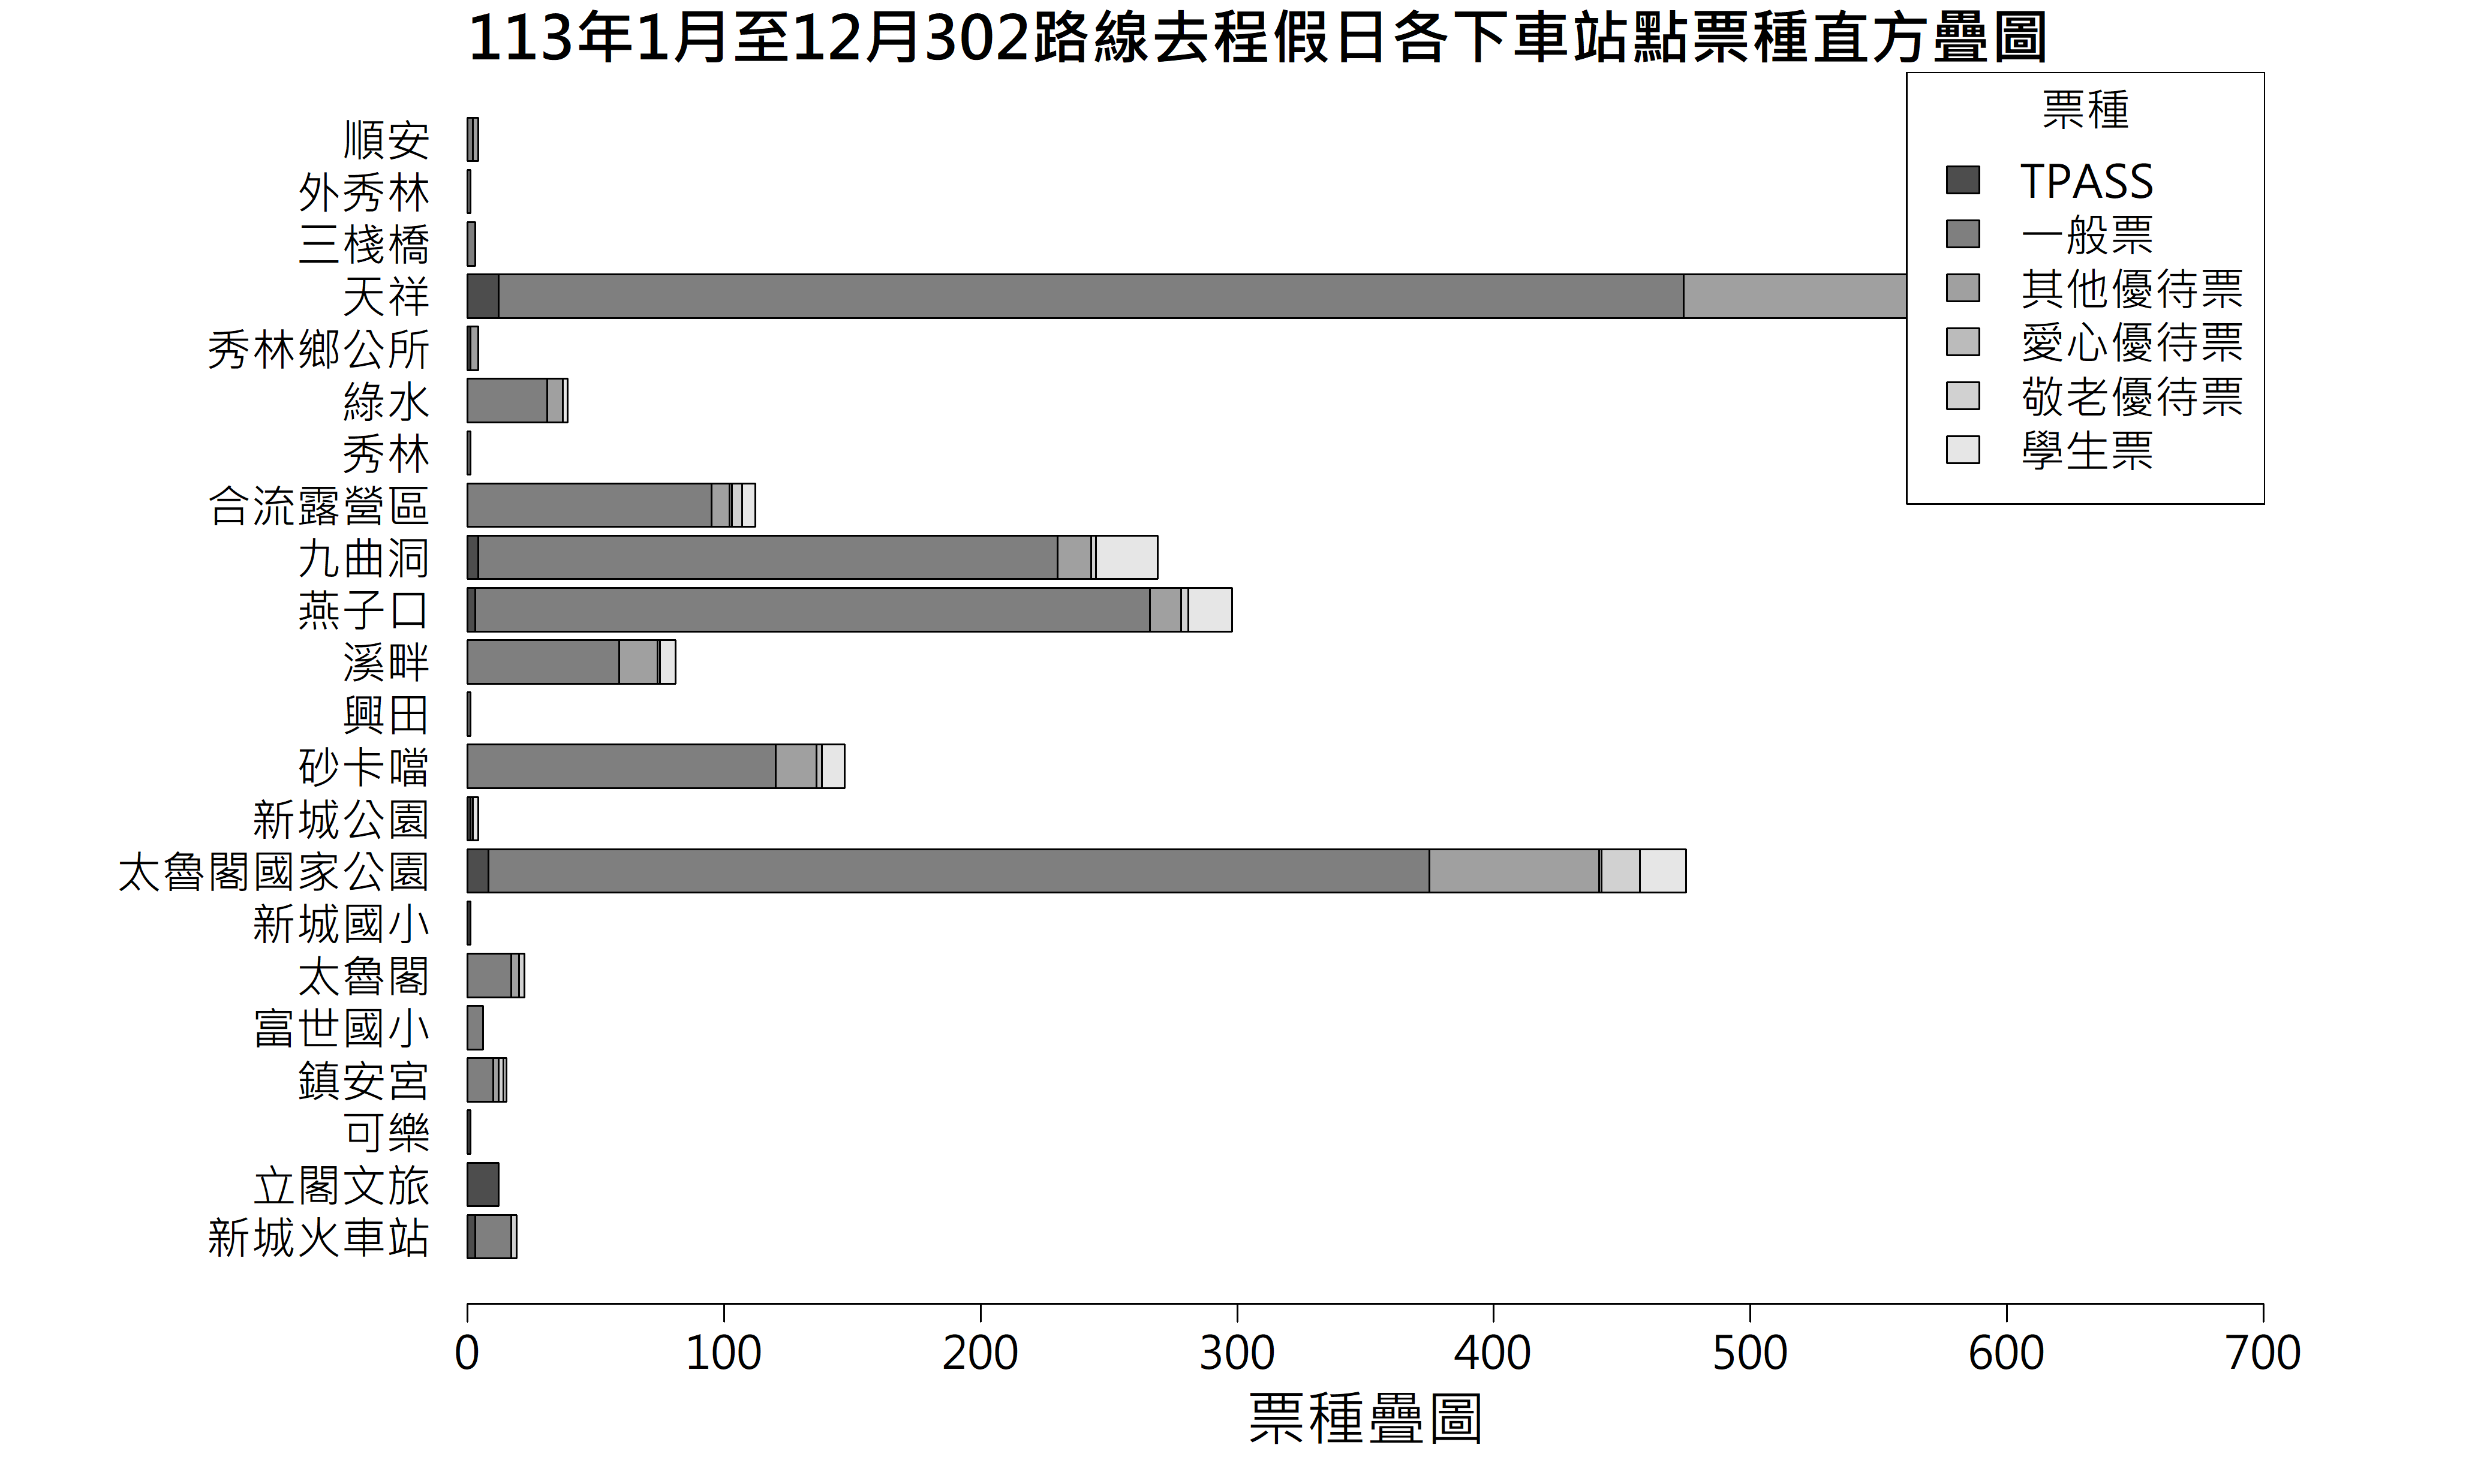 113年1月至12月302路線去程假日各下車站點票種直方疊圖
票種
TPASS
一般票
其他優待票
愛心優待票
敬老優待票
學生票
順安
外秀林
三棧橋
天祥
秀林鄉公所
綠水
秀林
合流露營區
九曲洞
燕子口
溪畔
興田
砂卡噹
新城公園
太魯閣國家公園
新城國小
太魯閣
富世國小
鎮安宮
可樂
立閣文旅
新城火車站
0 100 200 300 400 500 600 700
票種疊圖